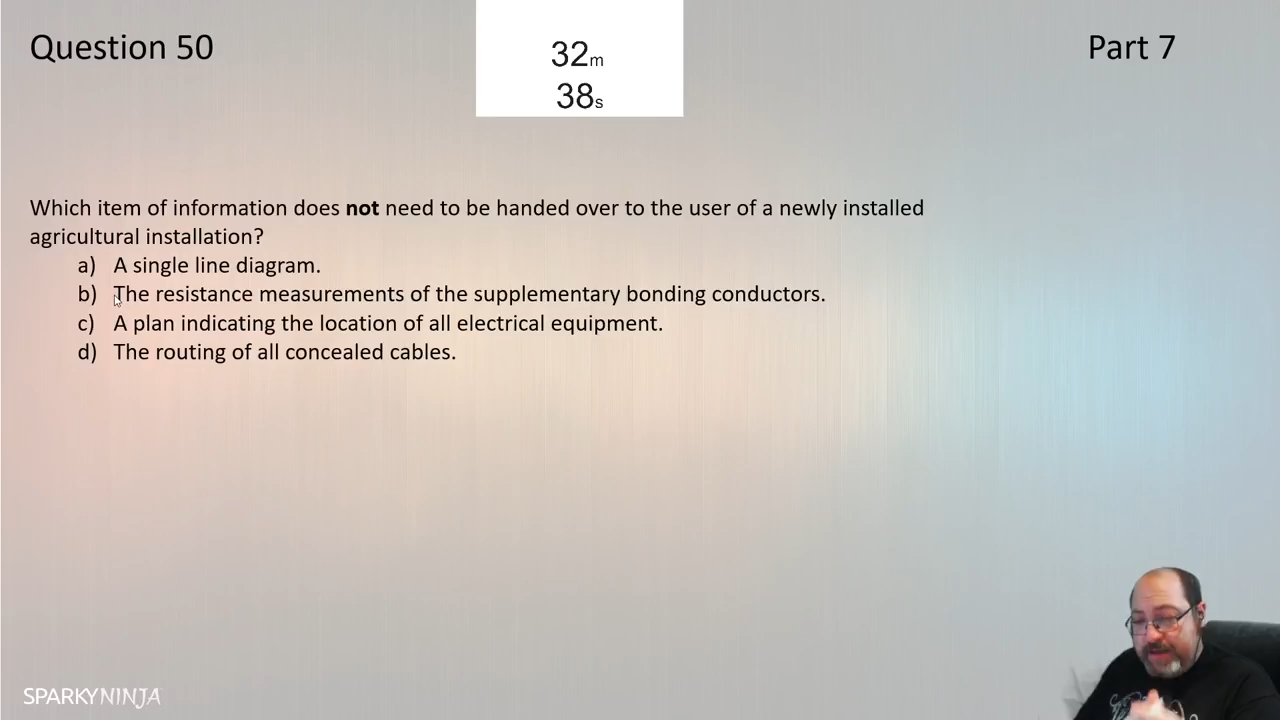 Question 50
32m
38s
Part 7
Which item of information does not need to be handed over to the user of a newly installed
agricultural installation?
a) A single line diagram.
b) The resistance measurements of the supplementary bonding conductors.
c) A plan indicating the location of all electrical equipment.
d) The routing of all concealed cables.
SPARKYNINJA